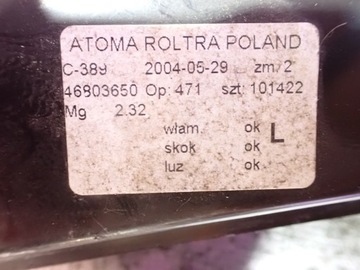 ATOMA ROLTRA POLAND
C-389 2004-05-29 zm. 2
46803650 Op: 471 szt: 101422
Mg 2.32
włam. ok L
skok ok
luz ok